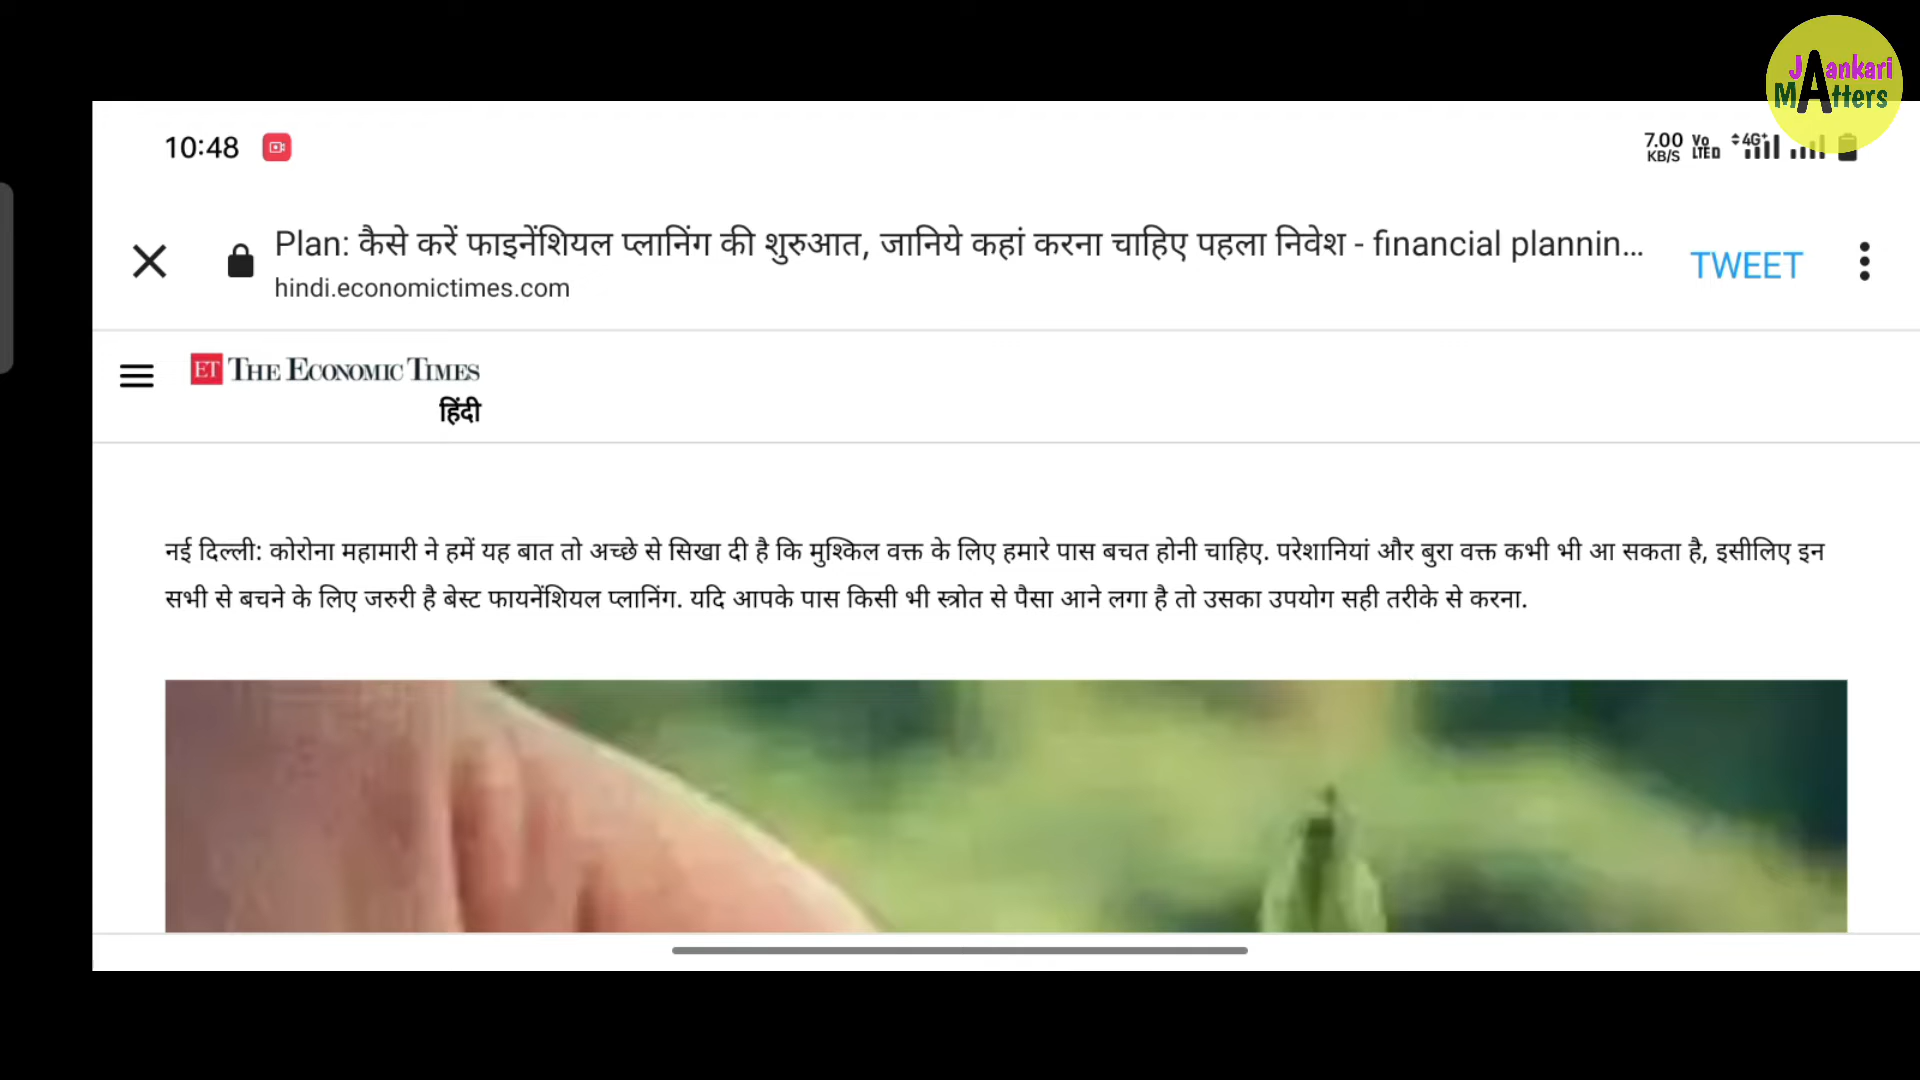 Jaankari
MAtters
10:48
7.00
KB/S
Vo
LTED
4G+
Plan: कैसे करें फाइनेंशियल प्लानिंग की शुरुआत, जानिये कहां करना चाहिए पहला निवेश - financial plannin...
hindi.economictimes.com
TWEET
ET THE ECONOMIC TIMES
हिंदी
नई दिल्ली: कोरोना महामारी ने हमें यह बात तो अच्छे से सिखा दी है कि मुश्किल वक्त के लिए हमारे पास बचत होनी चाहिए. परेशानियां और बुरा वक्त कभी भी आ सकता है, इसीलिए इन
सभी से बचने के लिए जरुरी है बेस्ट फायनेंशियल प्लानिंग. यदि आपके पास किसी भी स्त्रोत से पैसा आने लगा है तो उसका उपयोग सही तरीके से करना.